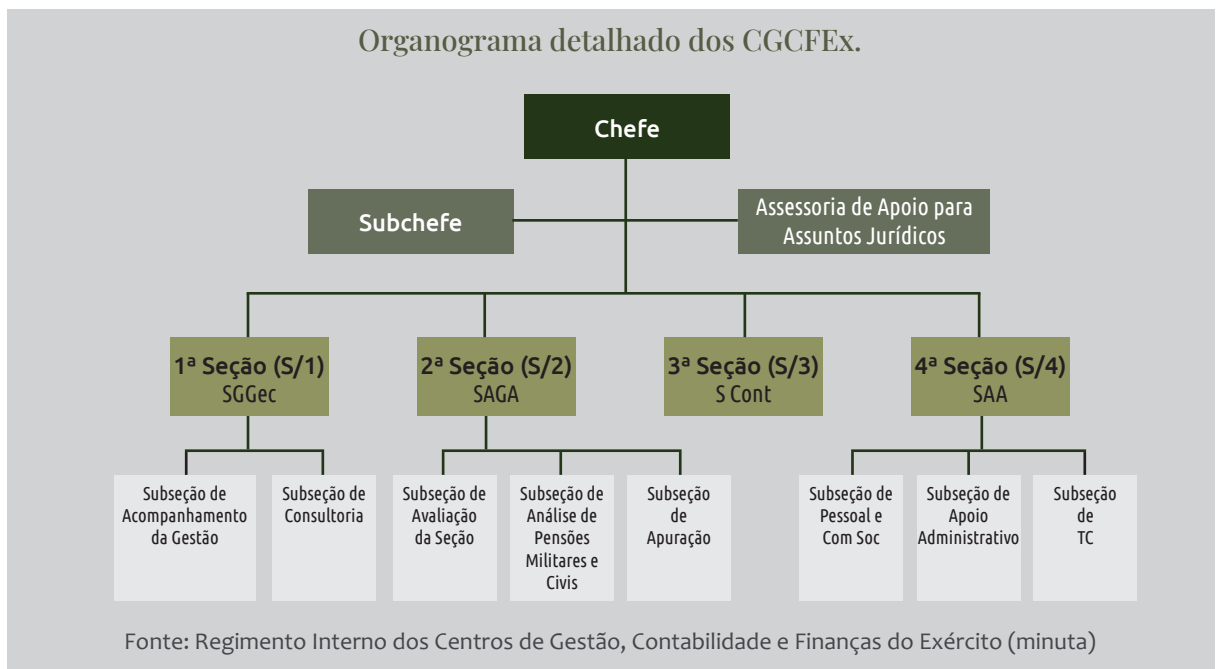 Organograma detalhado dos CGCFEx.
Chefe
Subchefe
Assessoria de Apoio para
Assuntos Jurídicos
1ª Seção (S/1)
SGGec
2ª Seção (S/2)
SAGA
3ª Seção (S/3)
S Cont
4ª Seção (S/4)
SAA
Subseção de
Acompanhamento
da Gestão
Subseção de
Consultoria
Subseção de
Avaliação
da Seção
Subseção de
Análise de
Pensões
Militares e
Civis
Subseção
de
Apuração
Subseção de
Pessoal e
Com Soc
Subseção de
Apoio
Administrativo
Subseção
de
TC
Fonte: Regimento Interno dos Centros de Gestão, Contabilidade e Finanças do Exército (minuta)